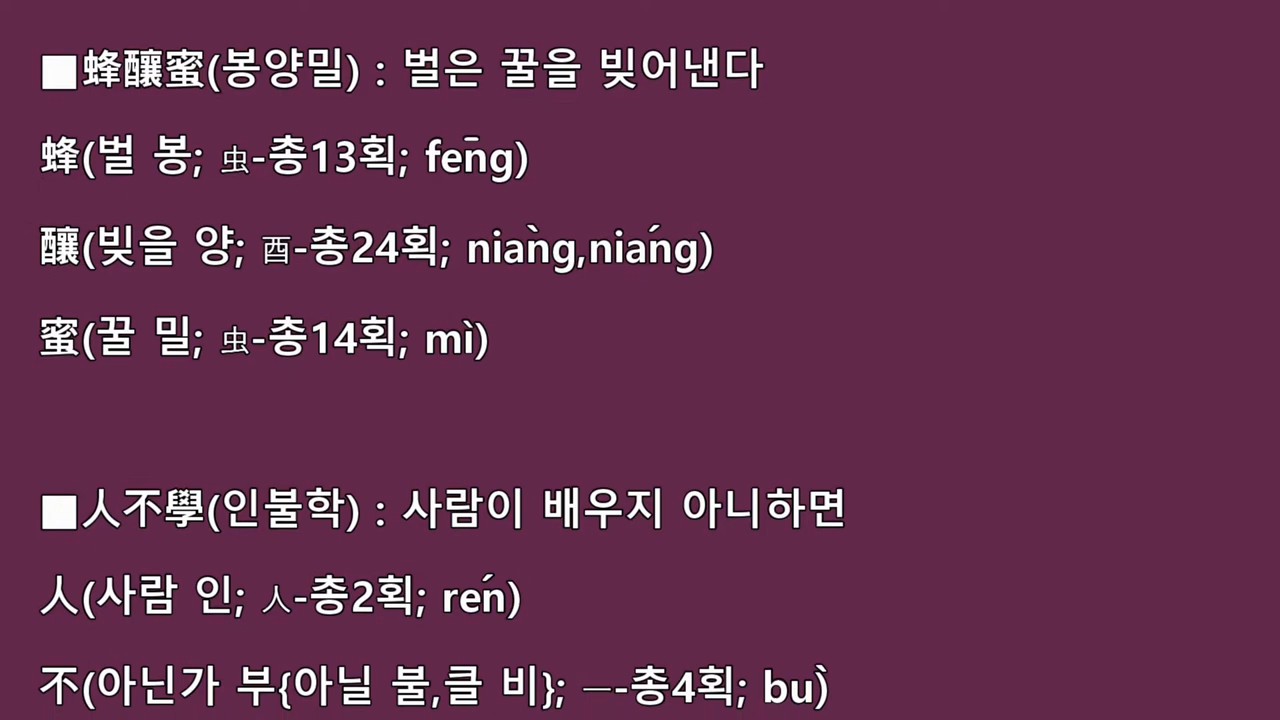 ■蜂釀蜜(봉양밀) : 벌은 꿀을 빚어낸다
蜂(벌 봉; 虫-총13획; fēng)
釀(빚을 양; 酉-총24획; niàng,niáng)
蜜(꿀 밀; 虫-총14획; mì)
■人不學(인불학) : 사람이 배우지 아니하면
人(사람 인; 人-총2획; rén)
不(아닌가 부{아닐 불,클 비}; 一-총4획; bù)